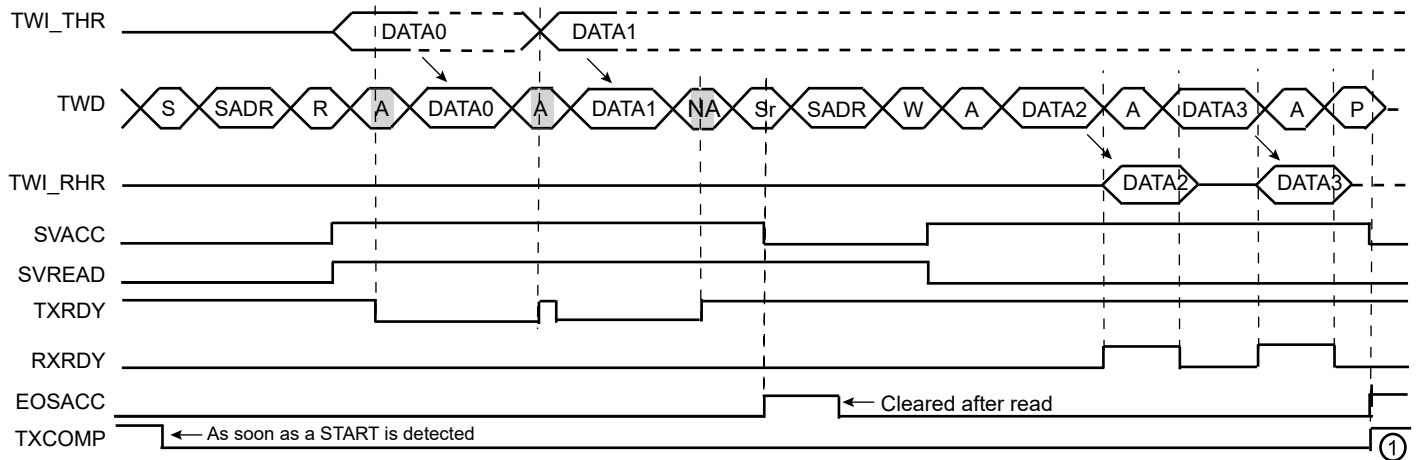 TWI_THR DATA0 DATA1
TWD S SADR R A DATA0 A DATA1 NA Sr SADR W A DATA2 A DATA3 A P
TWI_RHR DATA2 DATA3
SVACC
SVREAD
TXRDY
RXRDY
EOSACC Cleared after read
TXCOMP As soon as a START is detected 1